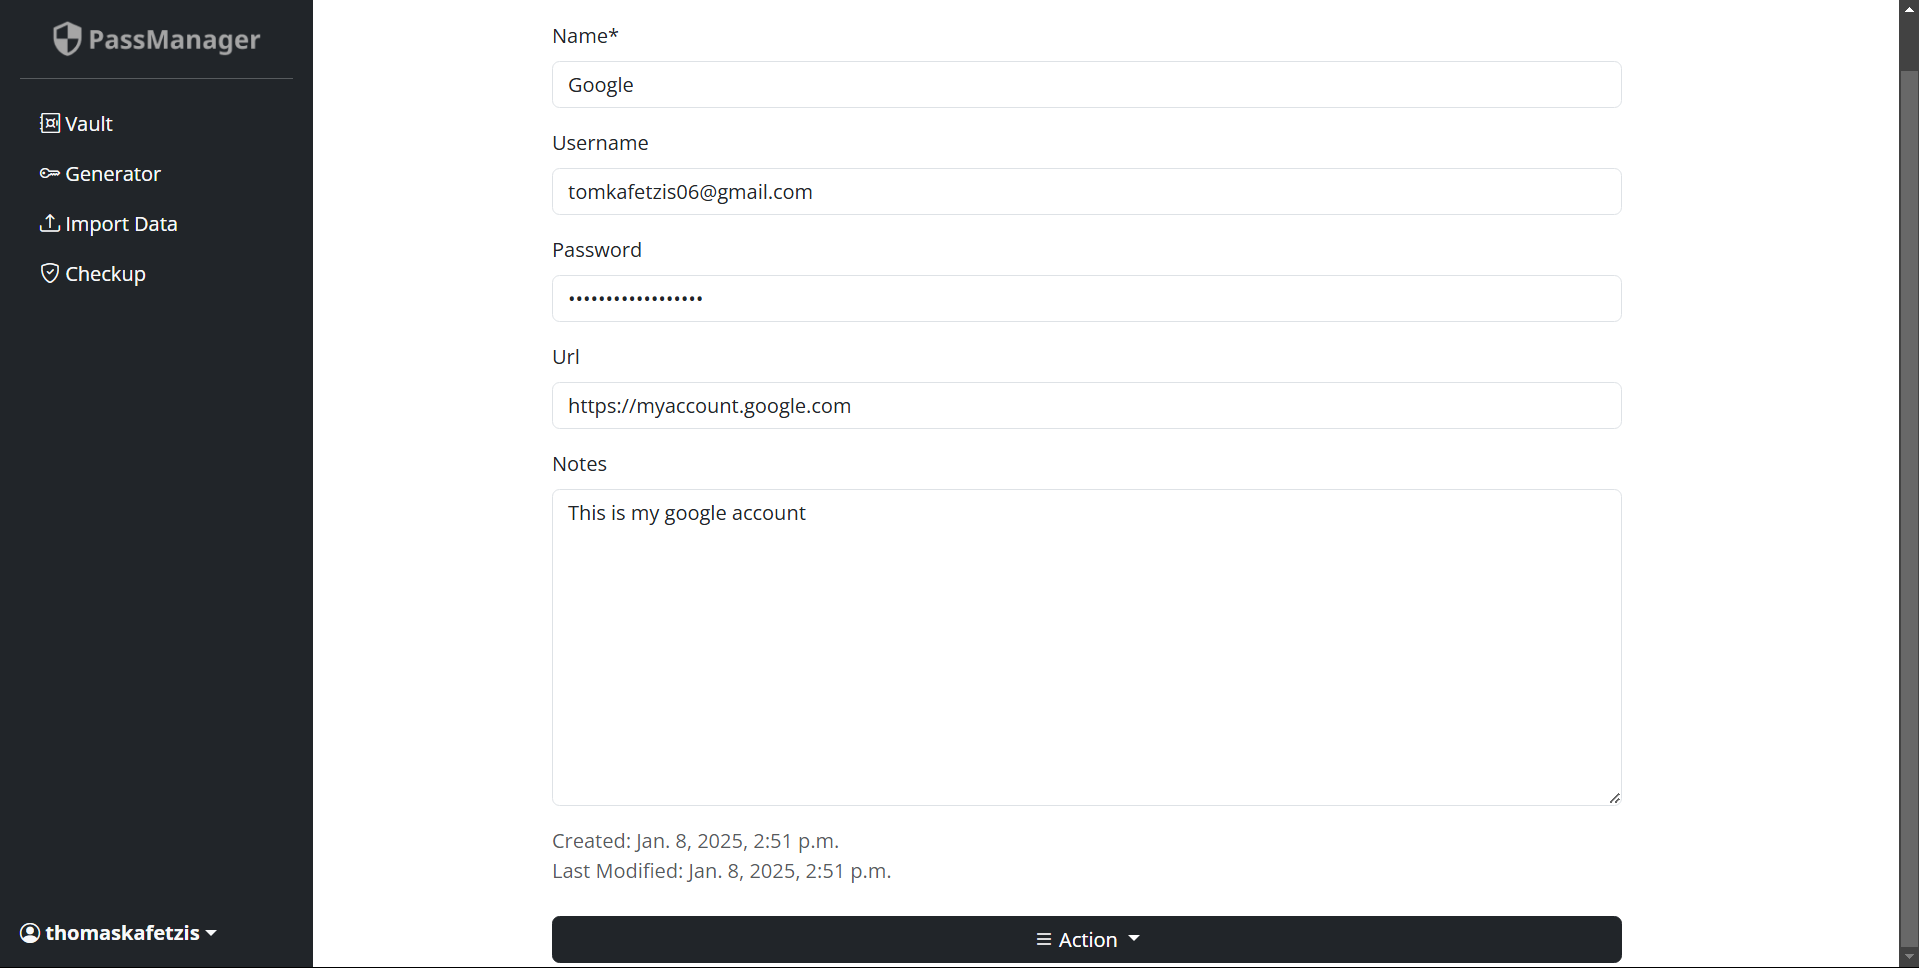 PassManager
Vault
Generator
Import Data
Checkup
thomaskafetzis
Name*
Google
Username
tomkafetzis06@gmail.com
Password
••••••••••••••••••
Url
https://myaccount.google.com
Notes
This is my google account
Created: Jan. 8, 2025, 2:51 p.m.
Last Modified: Jan. 8, 2025, 2:51 p.m.
Action